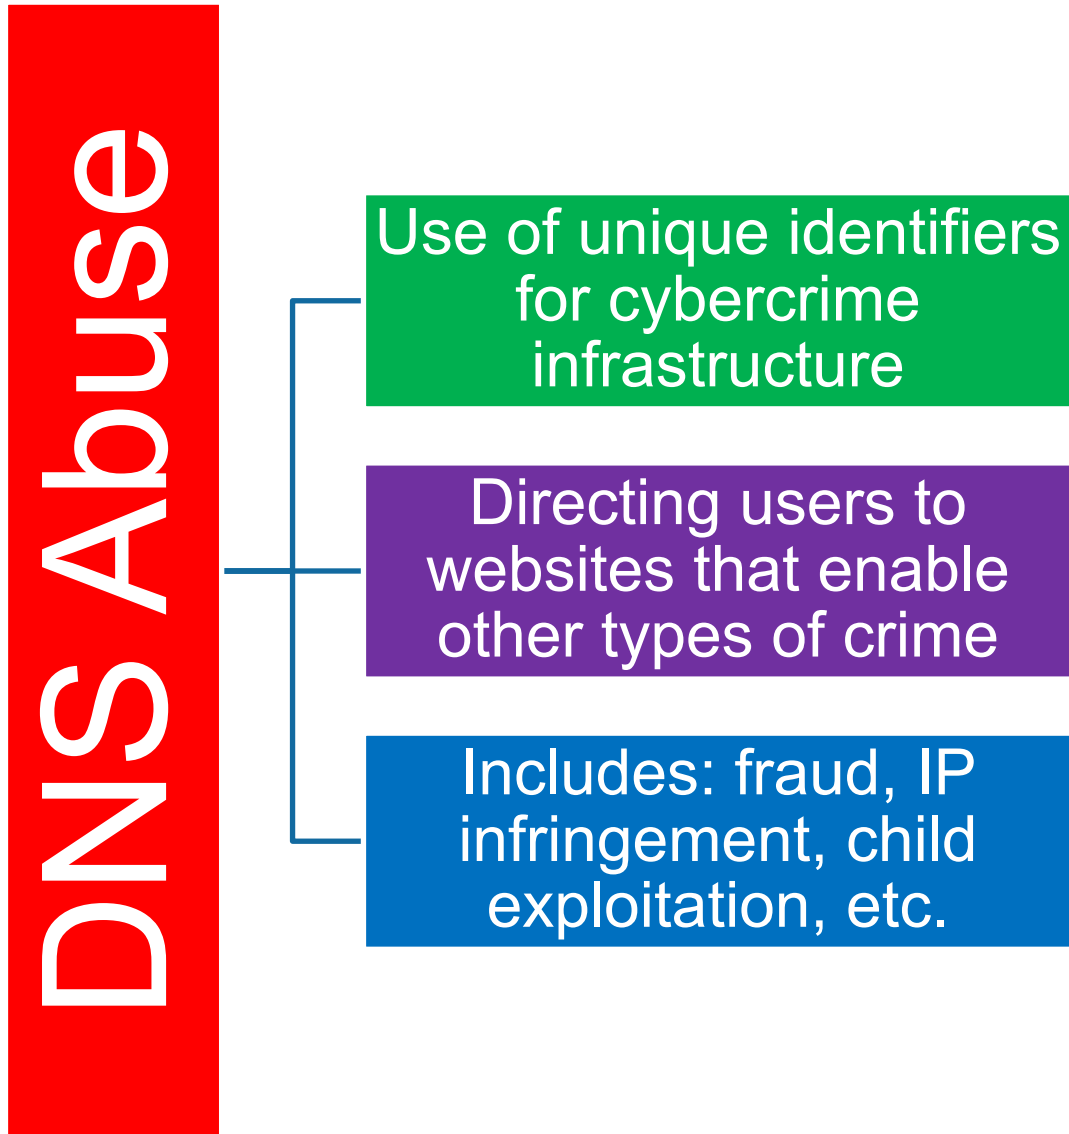 DNS Abuse
Use of unique identifiers
for cybercrime
infrastructure
Directing users to
websites that enable
other types of crime
Includes: fraud, IP
infringement, child
exploitation, etc.